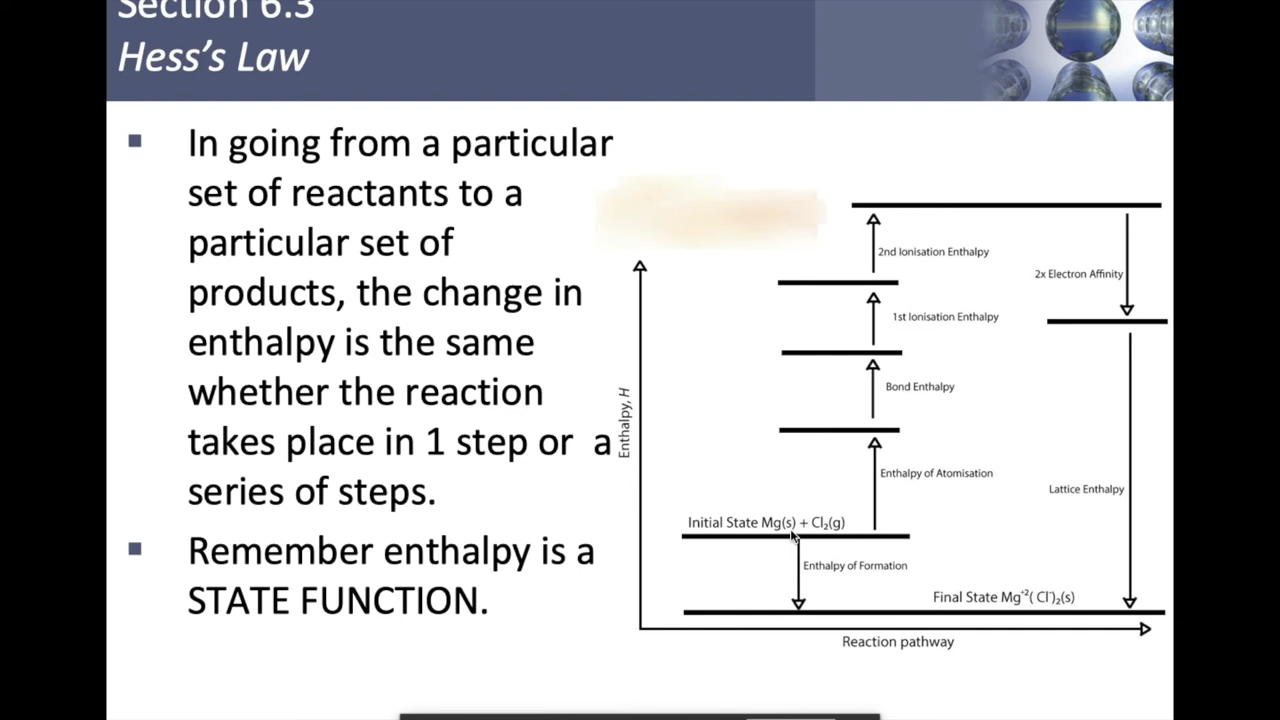 Section 6.3
Hess's Law
▪ In going from a particular
set of reactants to a
particular set of
products, the change in
enthalpy is the same
whether the reaction
takes place in 1 step or a
series of steps.
▪ Remember enthalpy is a
STATE FUNCTION.
2nd Ionisation Enthalpy
2x Electron Affinity
1st Ionisation Enthalpy
Bond Enthalpy
Enthalpy, H
Enthalpy of Atomisation
Lattice Enthalpy
Initial State Mg(s) + Cl₂(g)
Enthalpy of Formation
Final State Mg⁺²( Cl⁻)₂(s)
Reaction pathway